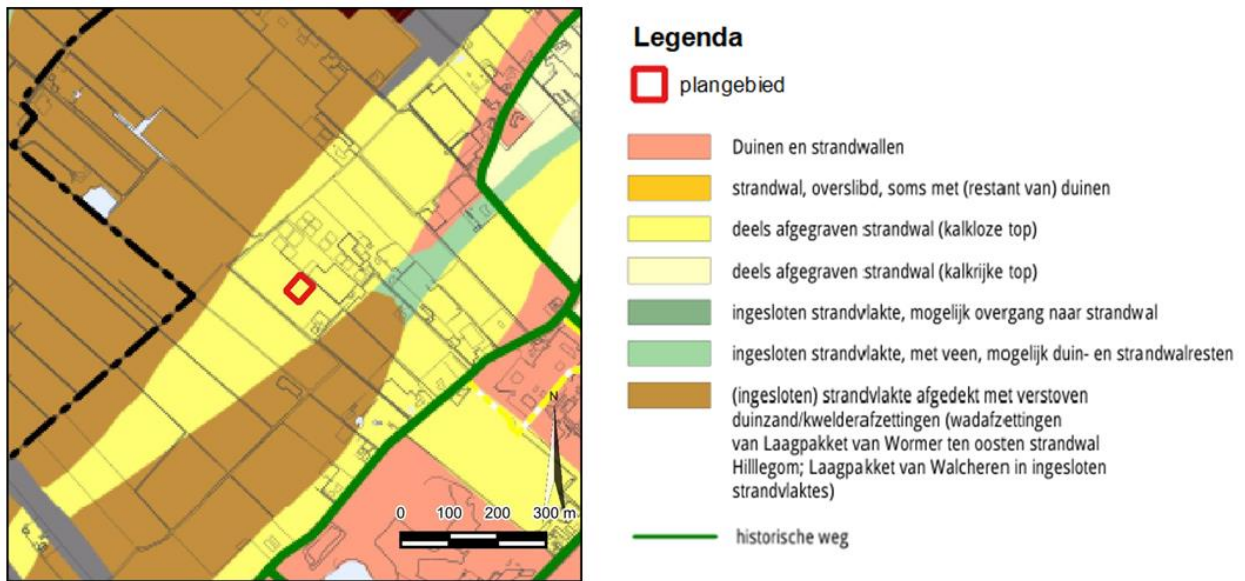 Legenda
plangebied
Duinen en strandwallen
strandwal, overslibd, soms met (restant van) duinen
deels afgegraven strandwal (kalkloze top)
deels afgegraven strandwal (kalkrijke top)
ingesloten strandvlakte, mogelijk overgang naar strandwal
ingesloten strandvlakte, met veen, mogelijk duin- en strandwalresten
(ingesloten) strandvlakte afgedekt met verstoven
duinzand/kwelderafzettingen (wadafzettingen
van Laagpakket van Wormer ten oosten strandwal
Hilllegom; Laagpakket van Walcheren in ingesloten
strandvlaktes)
historische weg
N
0 100 200 300 m